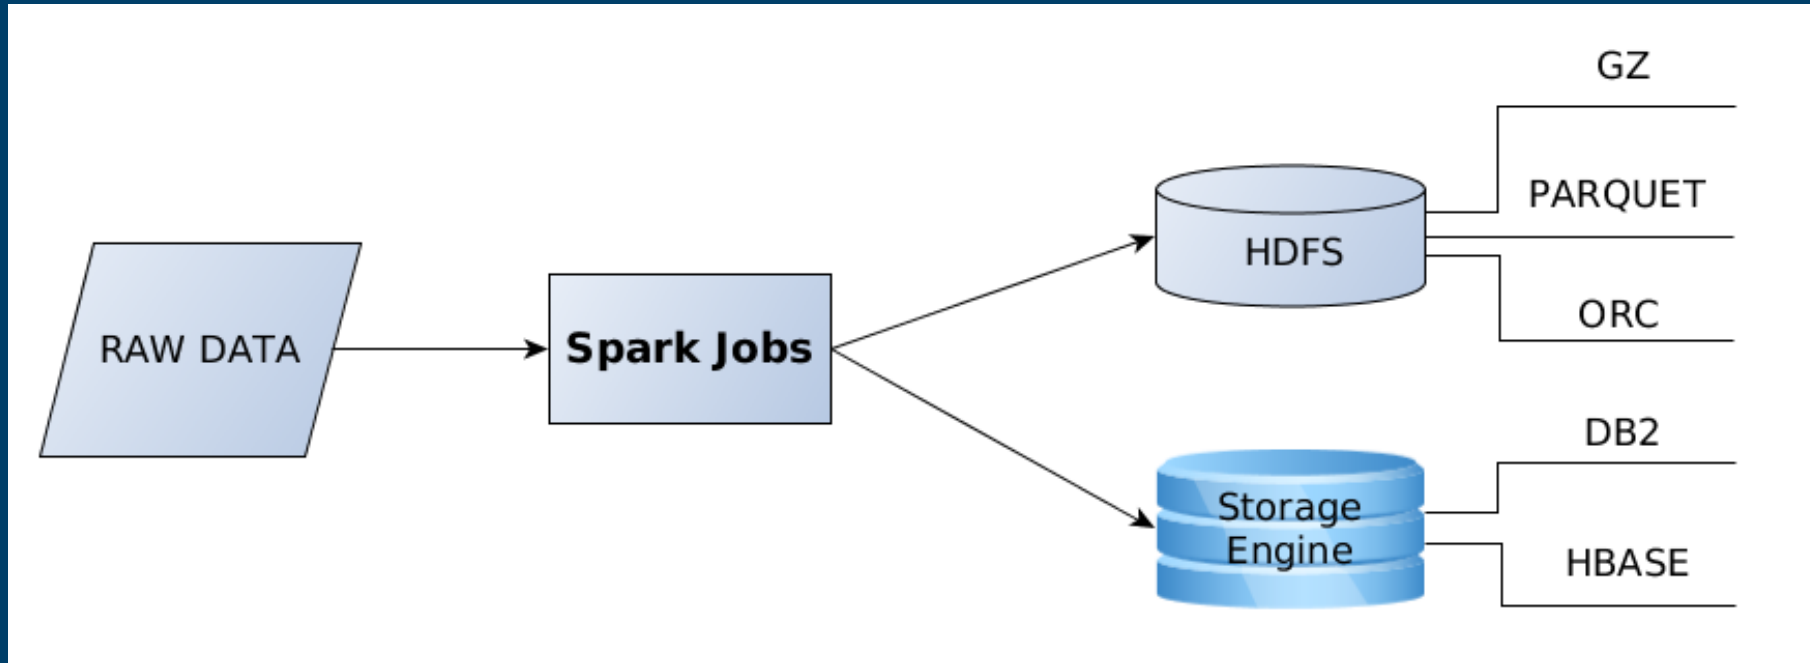 RAW DATA
Spark Jobs
HDFS
GZ
PARQUET
ORC
Storage
Engine
DB2
HBASE